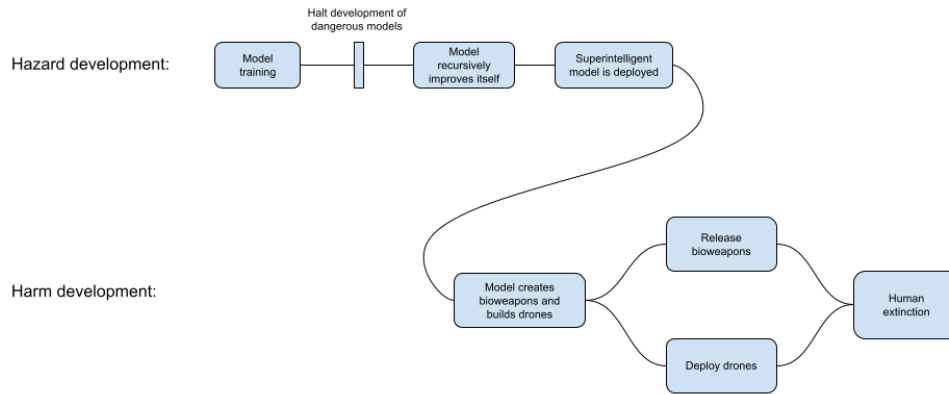 Halt development of
dangerous models
Hazard development:
Model
training
Model
recursively
improves itself
Superintelligent
model is deployed
Harm development:
Model creates
bioweapons and
builds drones
Release
bioweapons
Deploy drones
Human
extinction